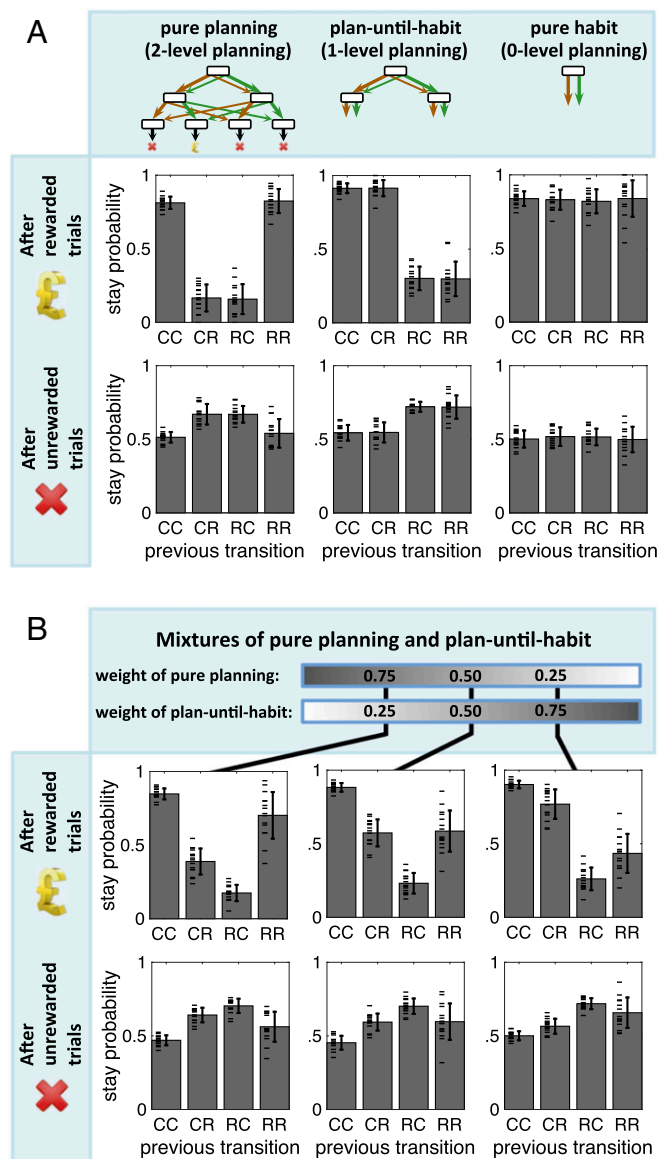 A
pure planning
(2-level planning)
plan-until-habit
(1-level planning)
pure habit
(0-level planning)
£
After
rewarded
trials
£
stay probability
1
0.5
0
CC CR RC RR
1
.5
0
CC CR RC RR
1
0.5
0
CC CR RC RR
After
unrewarded
trials
stay probability
1
0.5
0
CC CR RC RR
previous transition
1
.5
0
CC CR RC RR
previous transition
1
.5
0
CC CR RC RR
previous transition
B
Mixtures of pure planning and plan-until-habit
weight of pure planning: 0.75 0.50 0.25
weight of plan-until-habit: 0.25 0.50 0.75
After
rewarded
trials
£
stay probability
1
0.5
0
CC CR RC RR
1
.5
0
CC CR RC RR
1
.5
0
CC CR RC RR
After
unrewarded
trials
stay probability
1
0.5
0
CC CR RC RR
previous transition
1
.5
0
CC CR RC RR
previous transition
1
.5
0
CC CR RC RR
previous transition